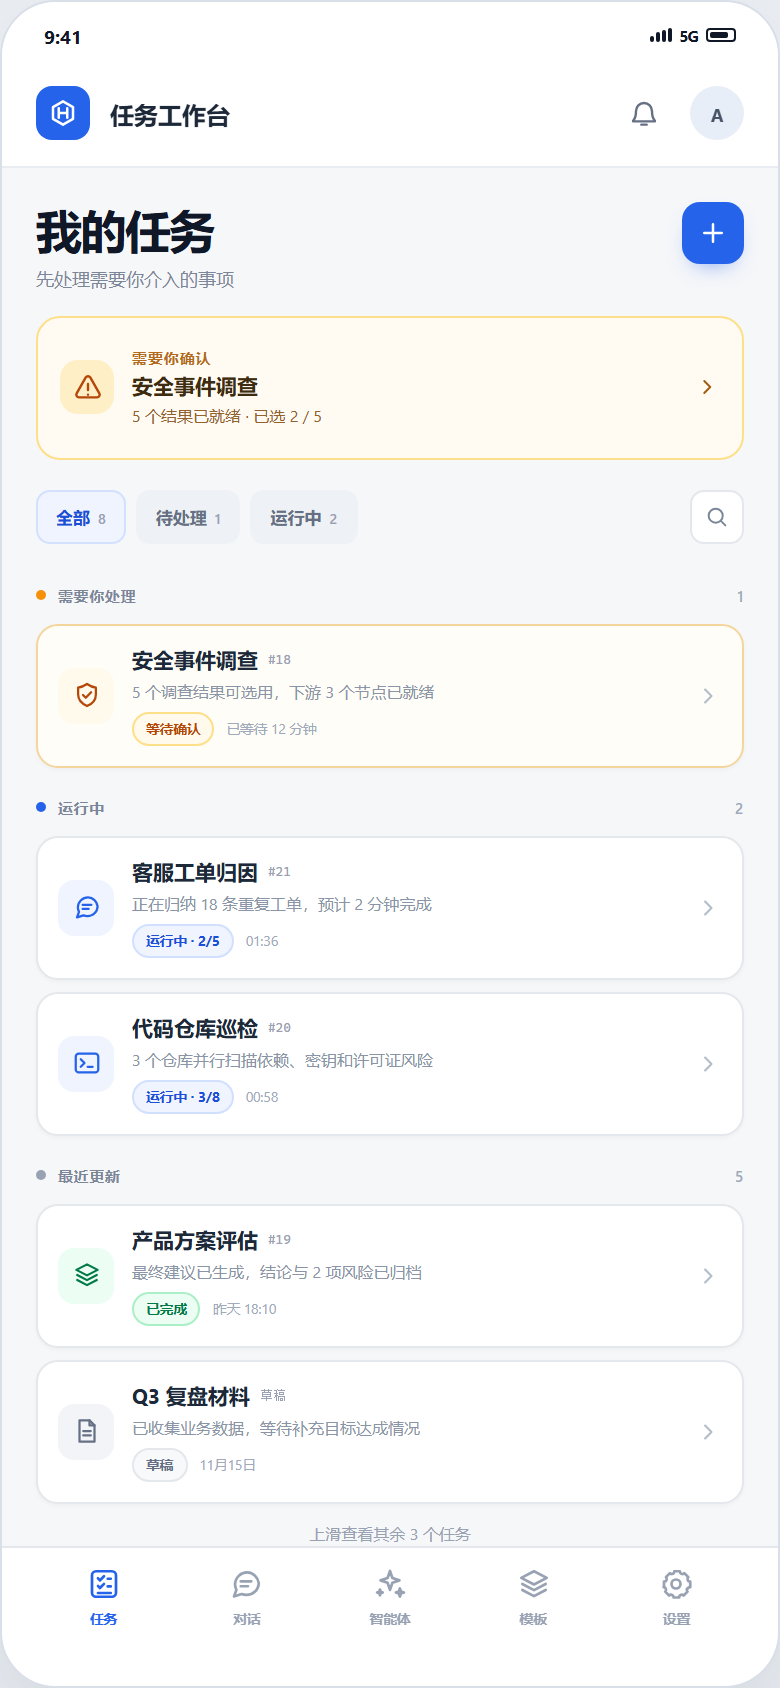 9:41
5G
任务工作台
A
我的任务
先处理需要你介入的事项
需要你确认
安全事件调查
5 个结果已就绪 · 已选 2 / 5
全部 8
待处理 1
运行中 2
需要你处理 1
安全事件调查 #18
5 个调查结果可选用，下游 3 个节点已就绪
等待确认 已等待 12 分钟
运行中 2
客服工单归因 #21
正在归纳 18 条重复工单，预计 2 分钟完成
运行中 · 2/5 01:36
代码仓库巡检 #20
3 个仓库并行扫描依赖、密钥和许可证风险
运行中 · 3/8 00:58
最近更新 5
产品方案评估 #19
最终建议已生成，结论与 2 项风险已归档
已完成 昨天 18:10
Q3 复盘材料 草稿
已收集业务数据，等待补充目标达成情况
草稿 11月15日
上滑查看其余 3 个任务
任务
对话
智能体
模板
设置